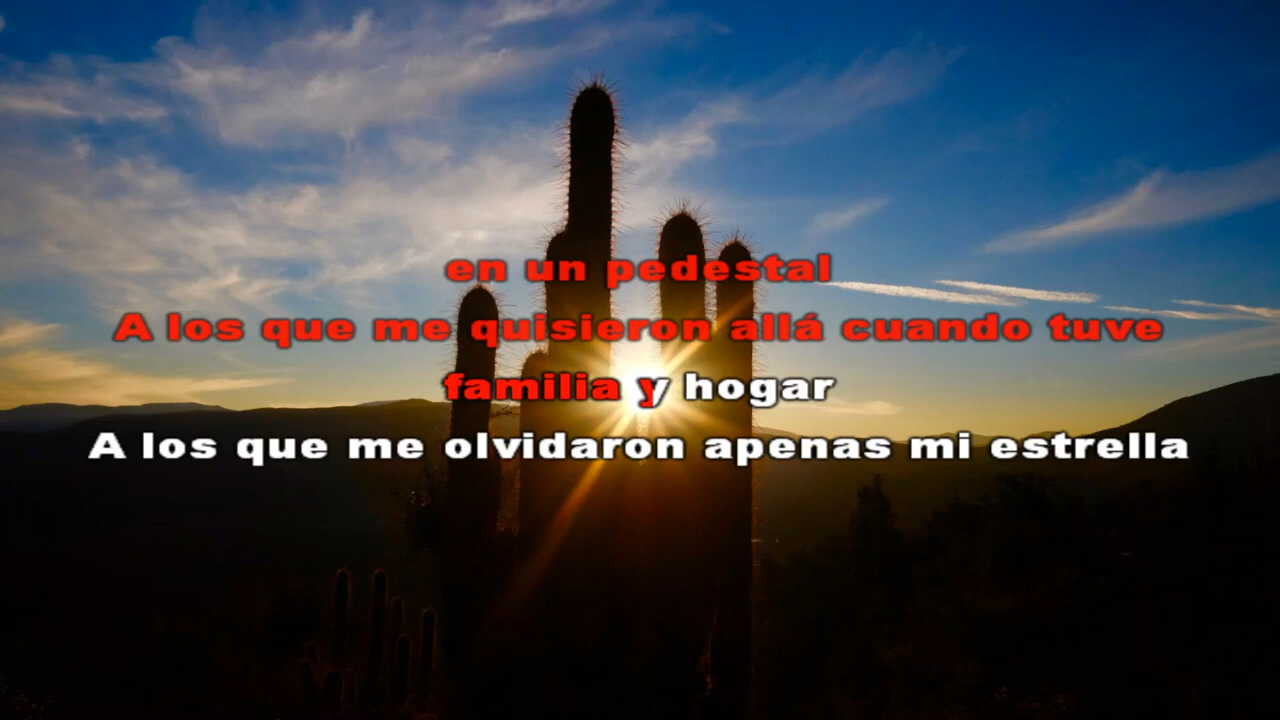 en un pedestal
A los que me quisieron allá cuando tuve
familia y hogar
A los que me olvidaron apenas mi estrella